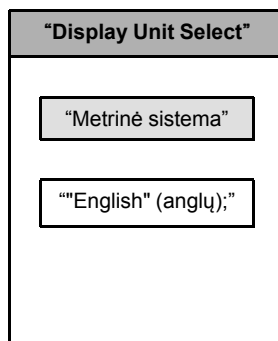 “Display Unit Select”
“Metrinė sistema”
“"English" (anglų);”